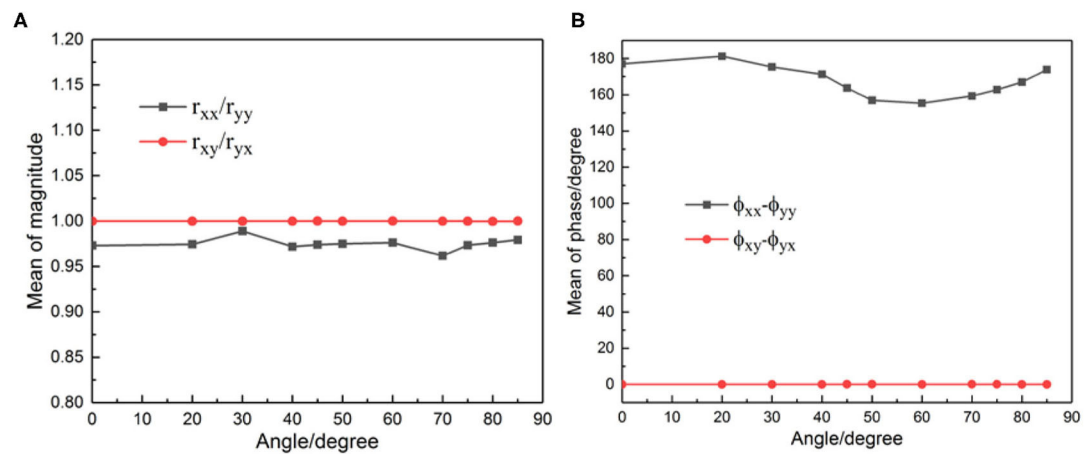 A
B
1.20
1.15
1.10
1.05
1.00
0.95
0.90
0.85
0.80
Mean of magnitude
rxx/ryy
rxy/ryx
0 10 20 30 40 50 60 70 80 90
Angle/degree
180
160
140
120
100
80
60
40
20
0
Mean of phase/degree
ϕxx-ϕyy
ϕxy-ϕyx
0 10 20 30 40 50 60 70 80 90
Angle/degree